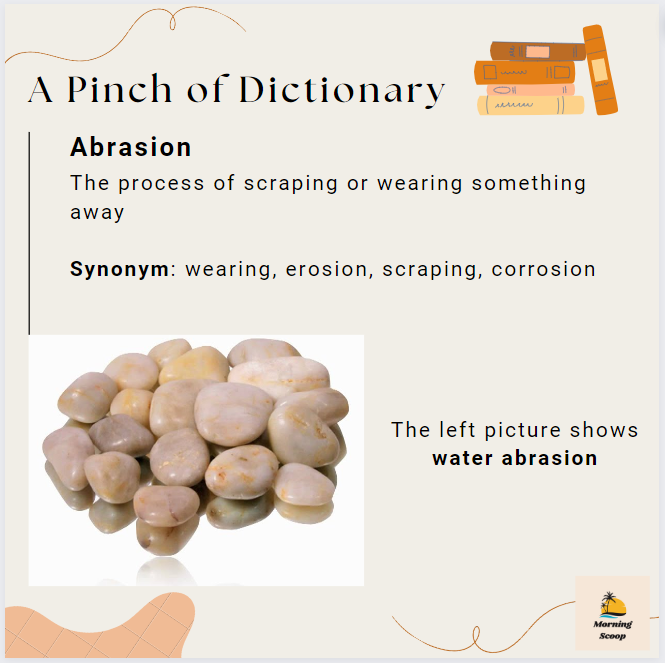 A Pinch of Dictionary
Abrasion
The process of scraping or wearing something
away
Synonym: wearing, erosion, scraping, corrosion
The left picture shows
water abrasion
Morning
Scoop